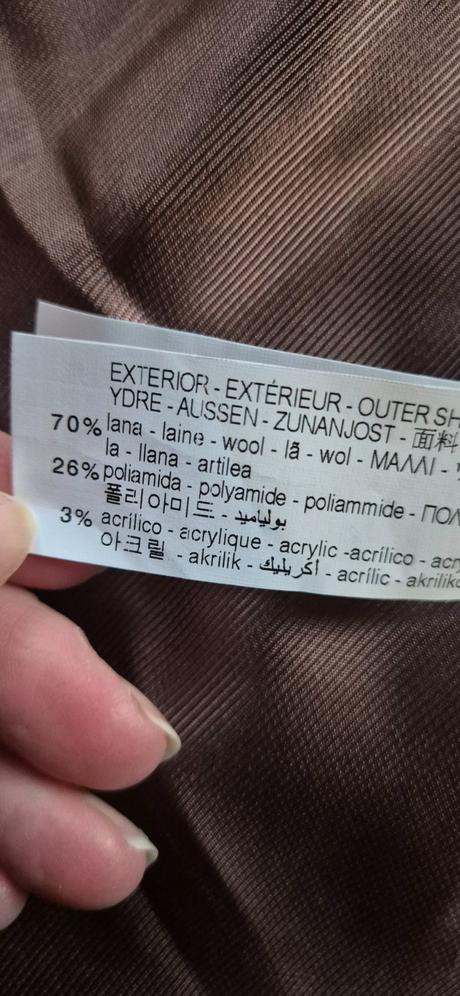 EXTERIOR - EXTÉRIEUR - OUTER SH
YDRE - AUSSEN - ZUNANJOST - 面料
70% lana - laine - wool - lã - wol - ΜΑΛΛΙ -
la - llana - artilea
26% poliamida - polyamide - poliammide - ΠΟΛ
폴리아미드 - بولياميد
3% acrílico - acrylique - acrylic -acrílico - acry
아크릴 - akrilik - أكريليك - acrílic - akriliko